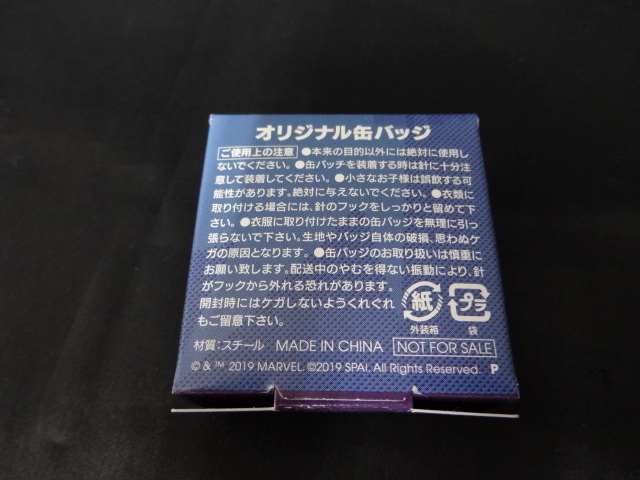 オリジナル缶バッジ
ご使用上の注意 ●本来の目的以外には絶対に使用し
ないでください。●缶バッチを装着する時は針に十分注
意して装着してください。●小さなお子様は誤飲する可
能性があります。絶対に与えないでください。●衣類に
取り付ける場合には、針のフックをしっかりと留めて下
さい。●衣服に取り付けたままの缶バッジを無理に引っ
張らないで下さい。生地やバッジ自体の破損、思わぬケ
ガの原因となります。●缶バッジのお取り扱いは慎重に
お願い致します。配送中のやむを得ない振動により、針
がフックから外れる恐れがあります。
開封時にはケガしないようくれぐれ
もご留意下さい。
紙 プラ
外装箱 袋
材質:スチール MADE IN CHINA NOT FOR SALE
© & ™ 2019 MARVEL. ©2019 SPAI. All Rights Reserved. P